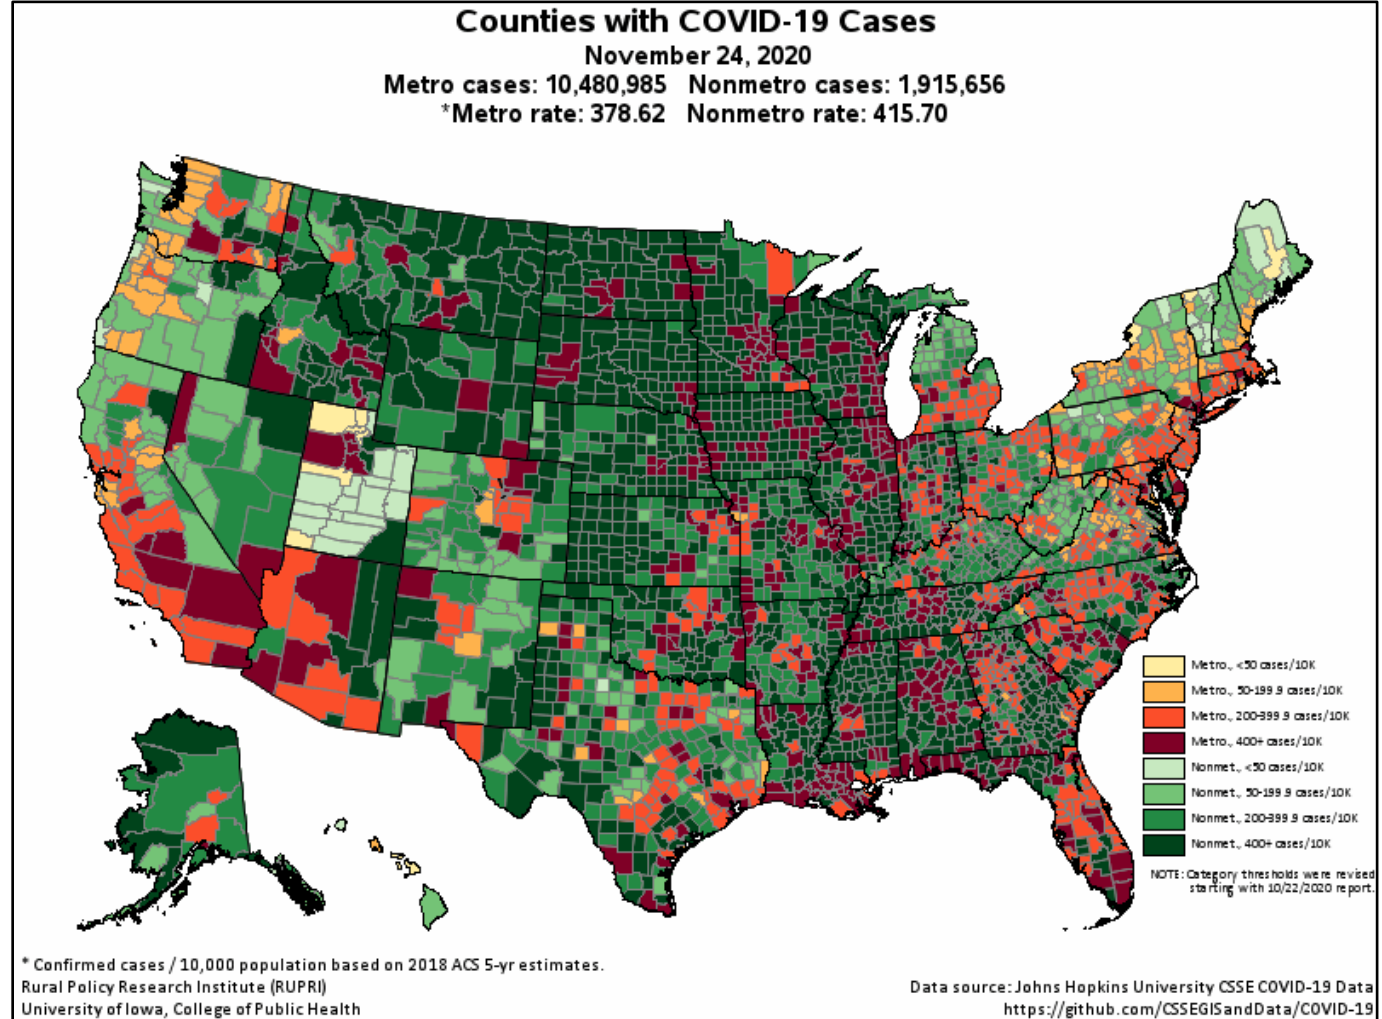 Counties with COVID-19 Cases
November 24, 2020
Metro cases: 10,480,985   Nonmetro cases: 1,915,656
*Metro rate: 378.62   Nonmetro rate: 415.70
Metro., <50 cases/10K
Metro., 50-199.9 cases/10K
Metro., 200-399.9 cases/10K
Metro., 400+ cases/10K
Nonmet., <50 cases/10K
Nonmet., 50-199.9 cases/10K
Nonmet., 200-399.9 cases/10K
Nonmet., 400+ cases/10K
NOTE: Category thresholds were revised
starting with 10/22/2020 report.
* Confirmed cases / 10,000 population based on 2018 ACS 5-yr estimates.
Rural Policy Research Institute (RUPRI)
University of Iowa, College of Public Health
Data source: Johns Hopkins University CSSE COVID-19 Data
https://github.com/CSSEGISandData/COVID-19